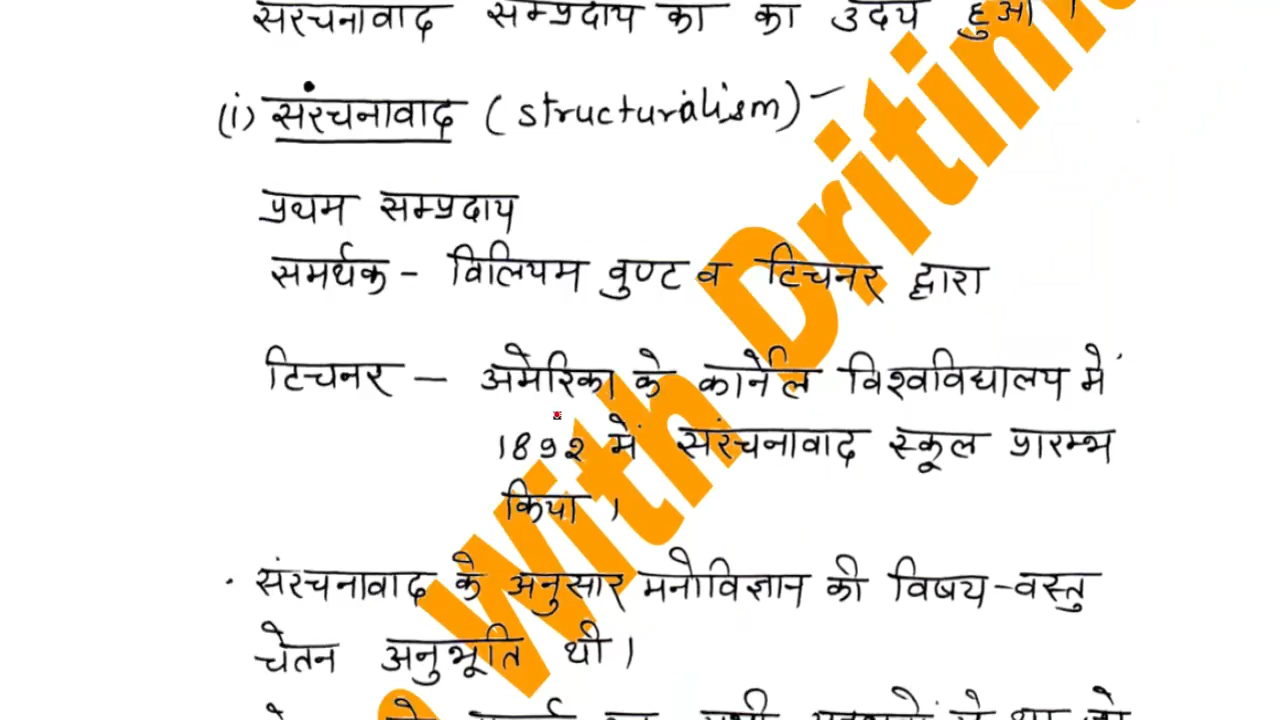 संरचनावाद सम्प्रदाय का का उदय हुआ ।
(i) संरचनावाद (structuralism) –
प्रथम सम्प्रदाय
समर्थक - विलियम वुण्ट व टिचनर द्वारा
टिचनर – अमेरिका के कार्नेल विश्वविद्यालय में
1892 में संरचनावाद स्कूल प्रारम्भ
किया ।
. संरचनावाद के अनुसार मनोविज्ञान की विषय-वस्तु
चेतन अनुभूति थी ।
With Dritim